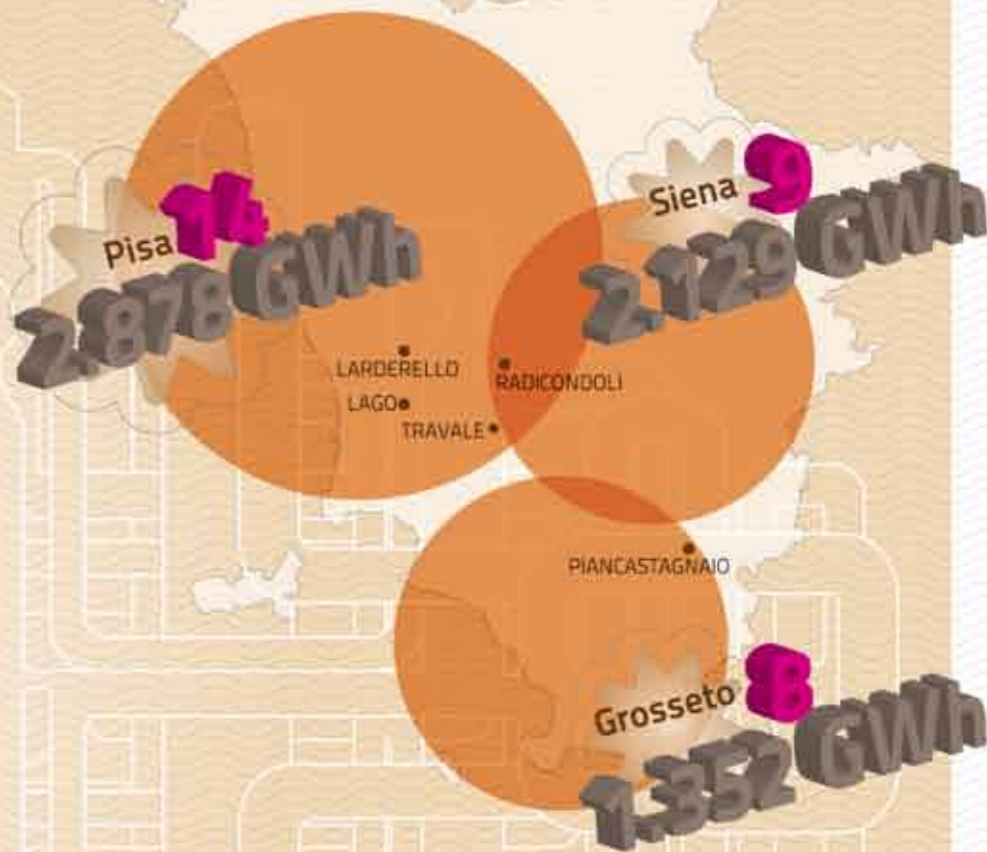 Pisa 14
2.878 GWh
Siena 9
2.129 GWh
LARDERELLO
RADICONDOLI
LAGO
TRAVALE
PIANCASTAGNAIO
Grosseto 8
1.352 GWh